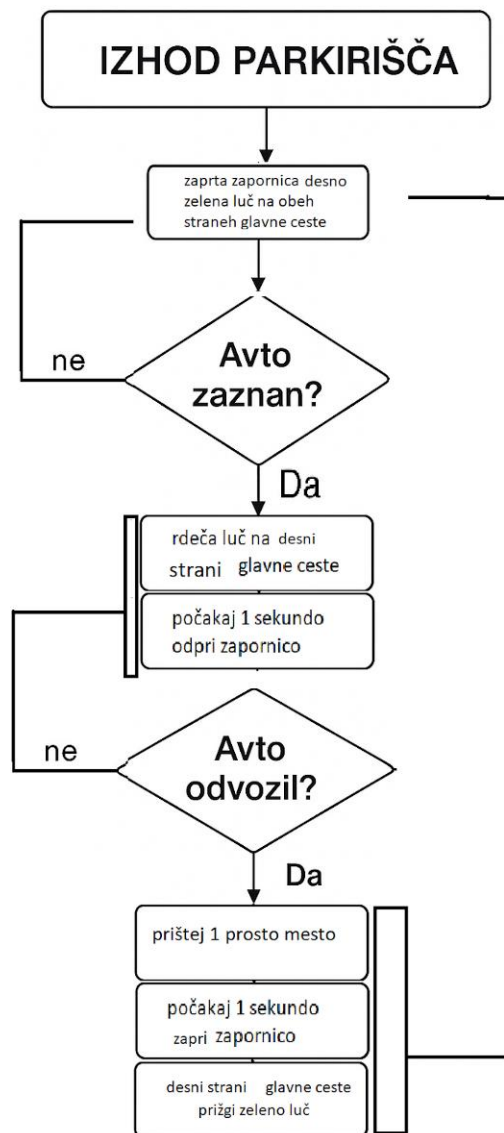 IZHOD PARKIRIŠČA
zaprta zapornica desno
zelena luč na obeh
straneh glavne ceste
Avto
zaznan?
ne
Da
rdeča luč na desni
strani glavne ceste
počakaj 1 sekundo
odpri zapornico
Avto
odvozil?
ne
Da
prištej 1 prosto mesto
počakaj 1 sekundo
zapri zapornico
desni strani glavne ceste
prižgi zeleno luč